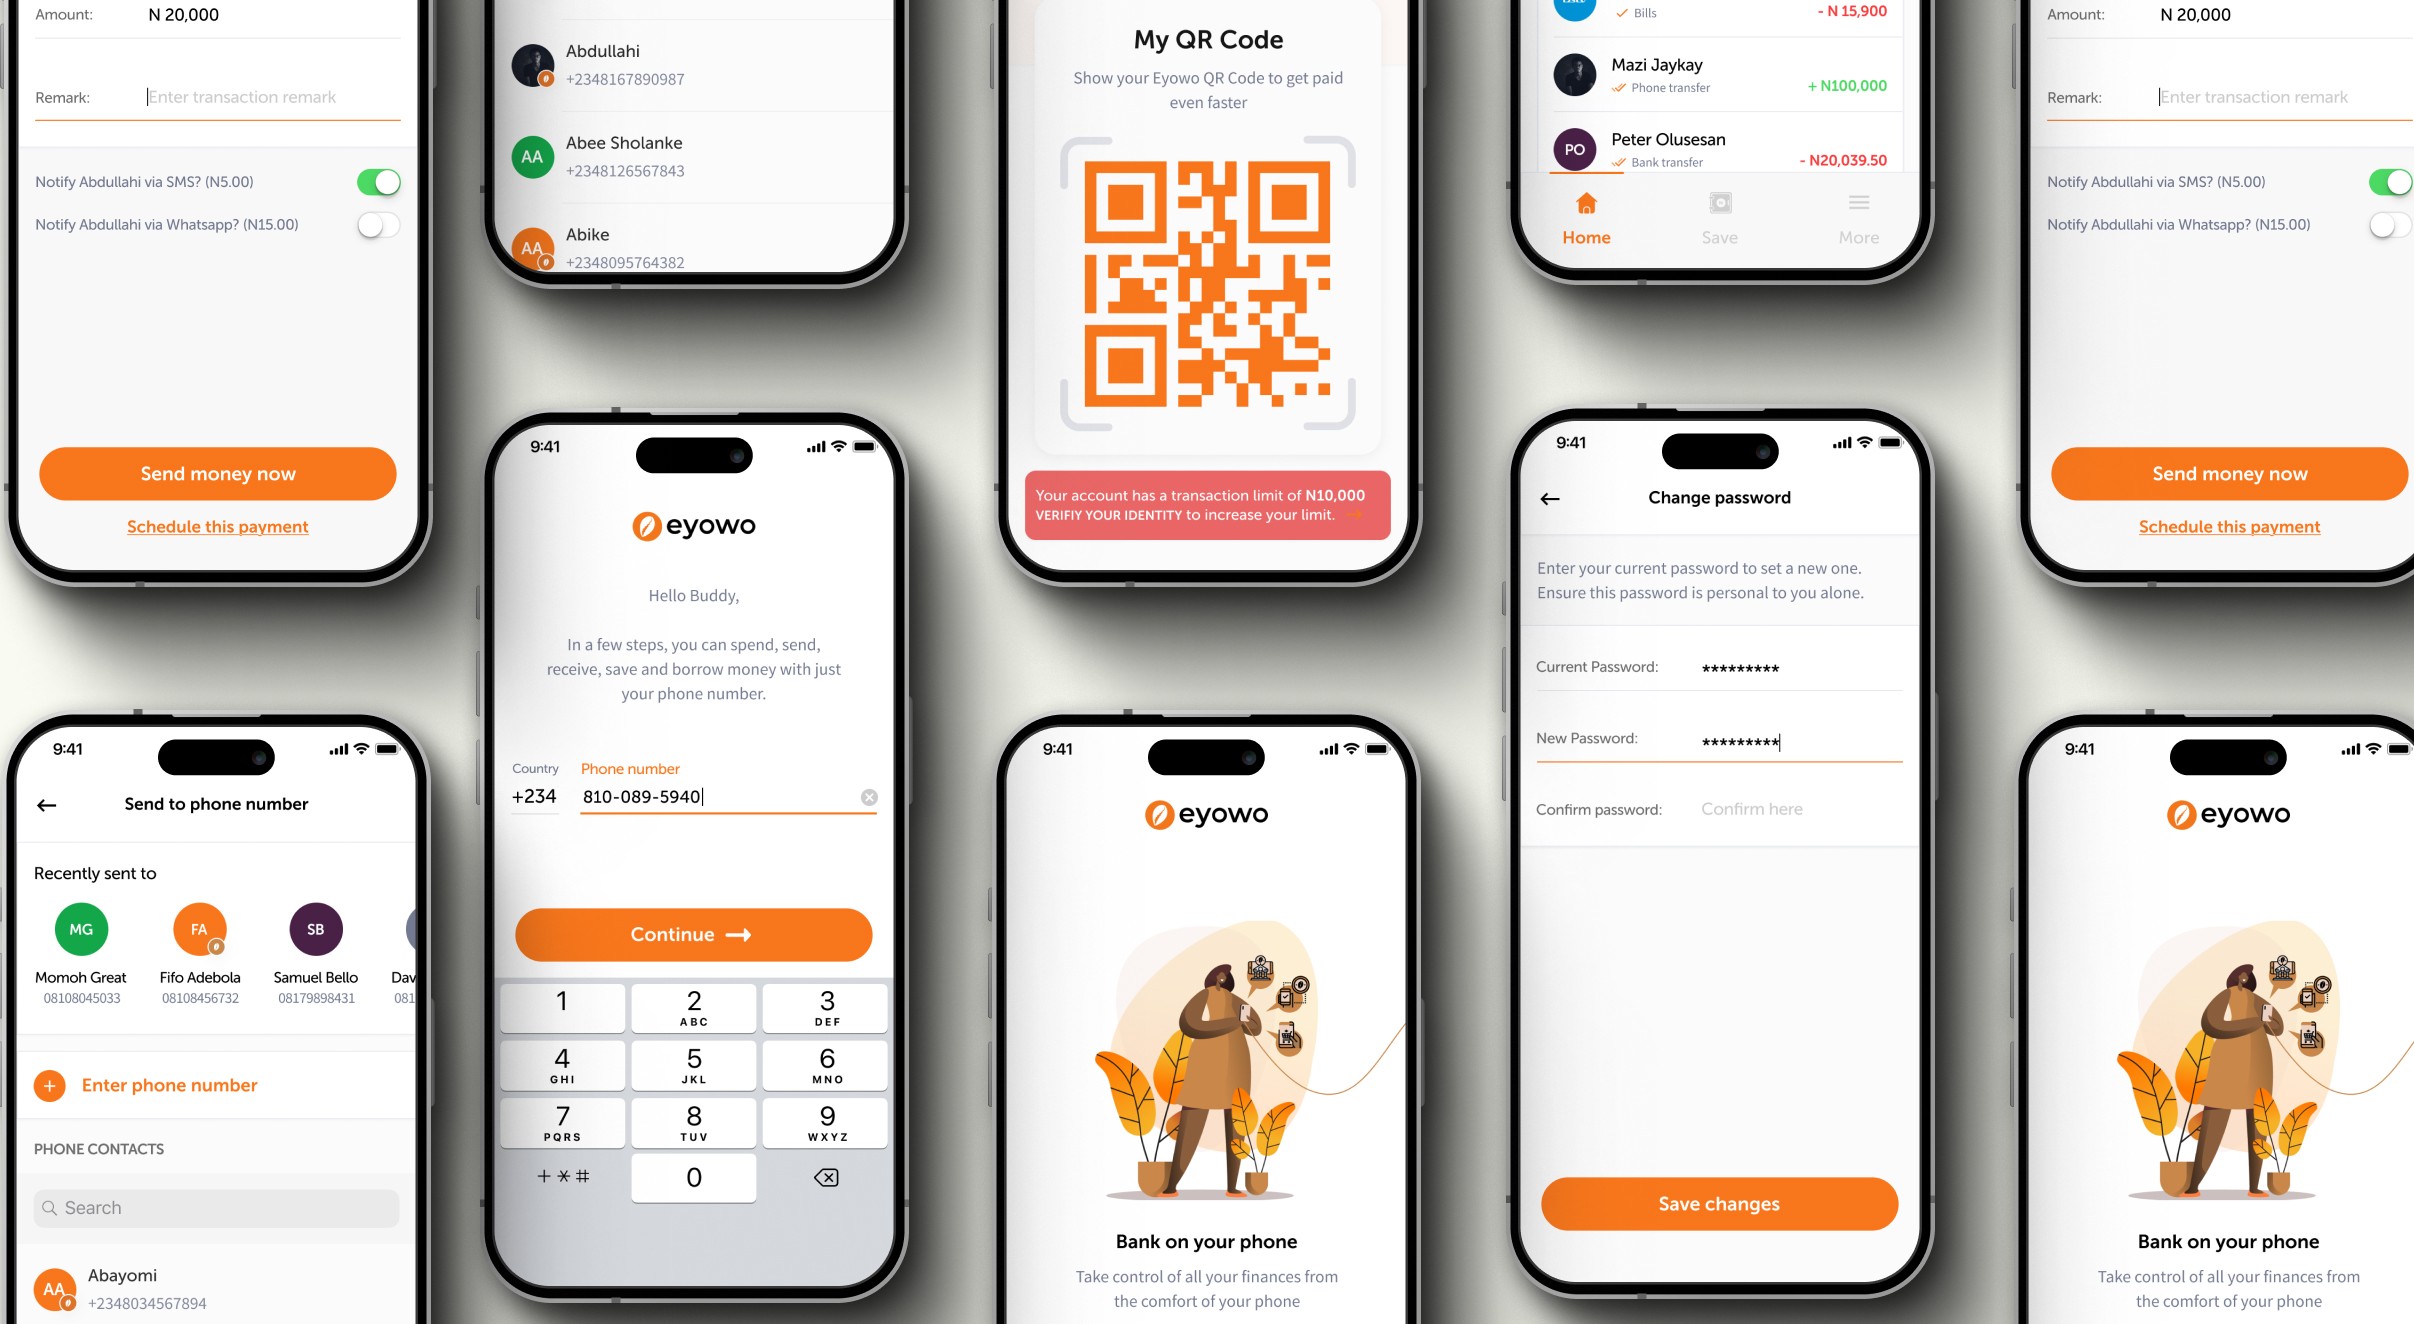 Amount: N 20,000
Remark: Enter transaction remark
Notify Abdullahi via SMS? (N5.00)
Notify Abdullahi via Whatsapp? (N15.00)
Send money now
Schedule this payment
9:41
Send to phone number
Recently sent to
MG FA SB
Momoh Great Fifo Adebola Samuel Bello Dav
08108045033 08108456732 08179898431 081
+ Enter phone number
PHONE CONTACTS
Search
AA Abayomi
+2348034567894
Abdullahi
+2348167890987
AA Abee Sholanke
+2348126567843
AA Abike
+2348095764382
9:41
eyowo
Hello Buddy,
In a few steps, you can spend, send,
receive, save and borrow money with just
your phone number.
Country Phone number
+234 810-089-5940
Continue →
1 2 3
ABC DEF
4 5 6
GHI JKL MNO
7 8 9
PQRS TUV WXYZ
+ * # 0
My QR Code
Show your Eyowo QR Code to get paid
even faster
Your account has a transaction limit of N10,000
VERIFIY YOUR IDENTITY to increase your limit. →
9:41
eyowo
Bank on your phone
Take control of all your finances from
the comfort of your phone
Bills - N 15,900
Mazi Jaykay
Phone transfer + N100,000
PO Peter Olusesan
Bank transfer - N20,039.50
Home Save More
9:41
Change password
Enter your current password to set a new one.
Ensure this password is personal to you alone.
Current Password: *********
New Password: *********
Confirm password: Confirm here
Save changes
Amount: N 20,000
Remark: Enter transaction remark
Notify Abdullahi via SMS? (N5.00)
Notify Abdullahi via Whatsapp? (N15.00)
Send money now
Schedule this payment
9:41
eyowo
Bank on your phone
Take control of all your finances from
the comfort of your phone